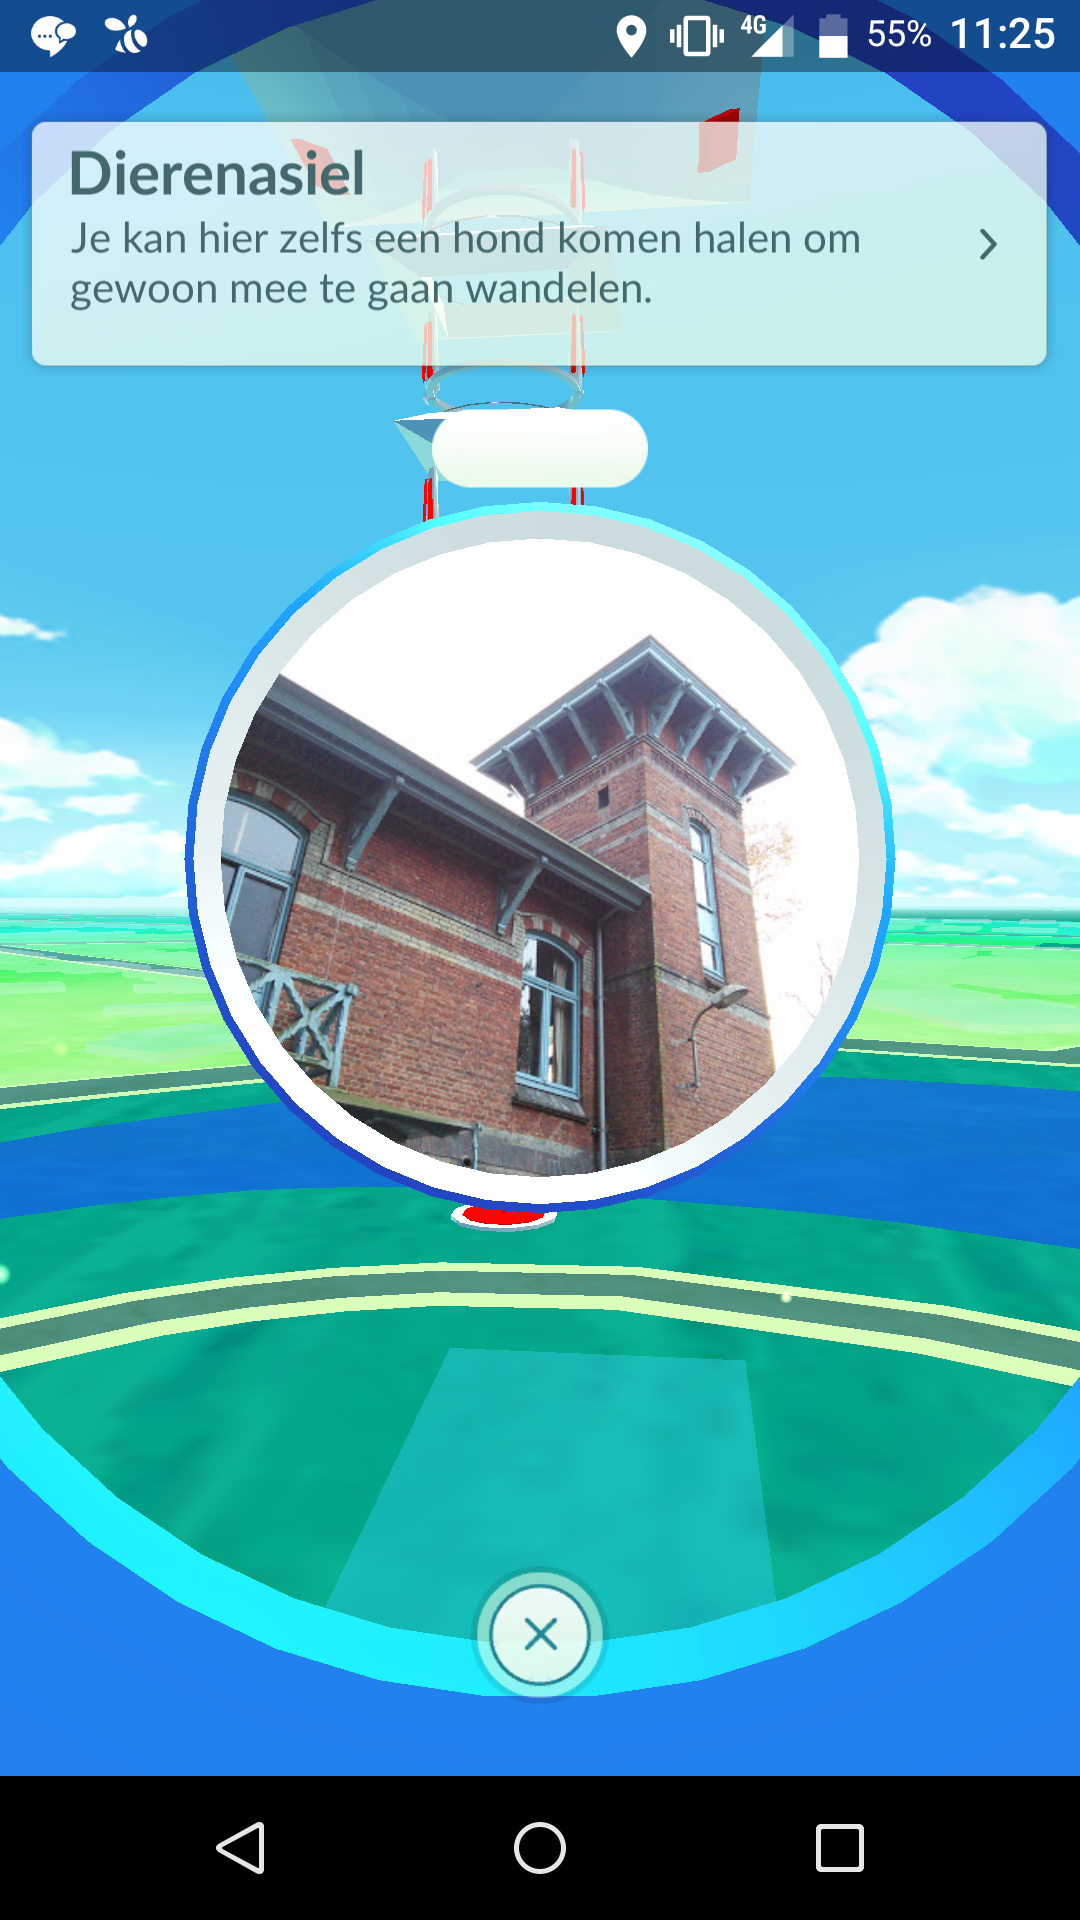 4G 55% 11:25
Dierenasiel
Je kan hier zelfs een hond komen halen om
gewoon mee te gaan wandelen.